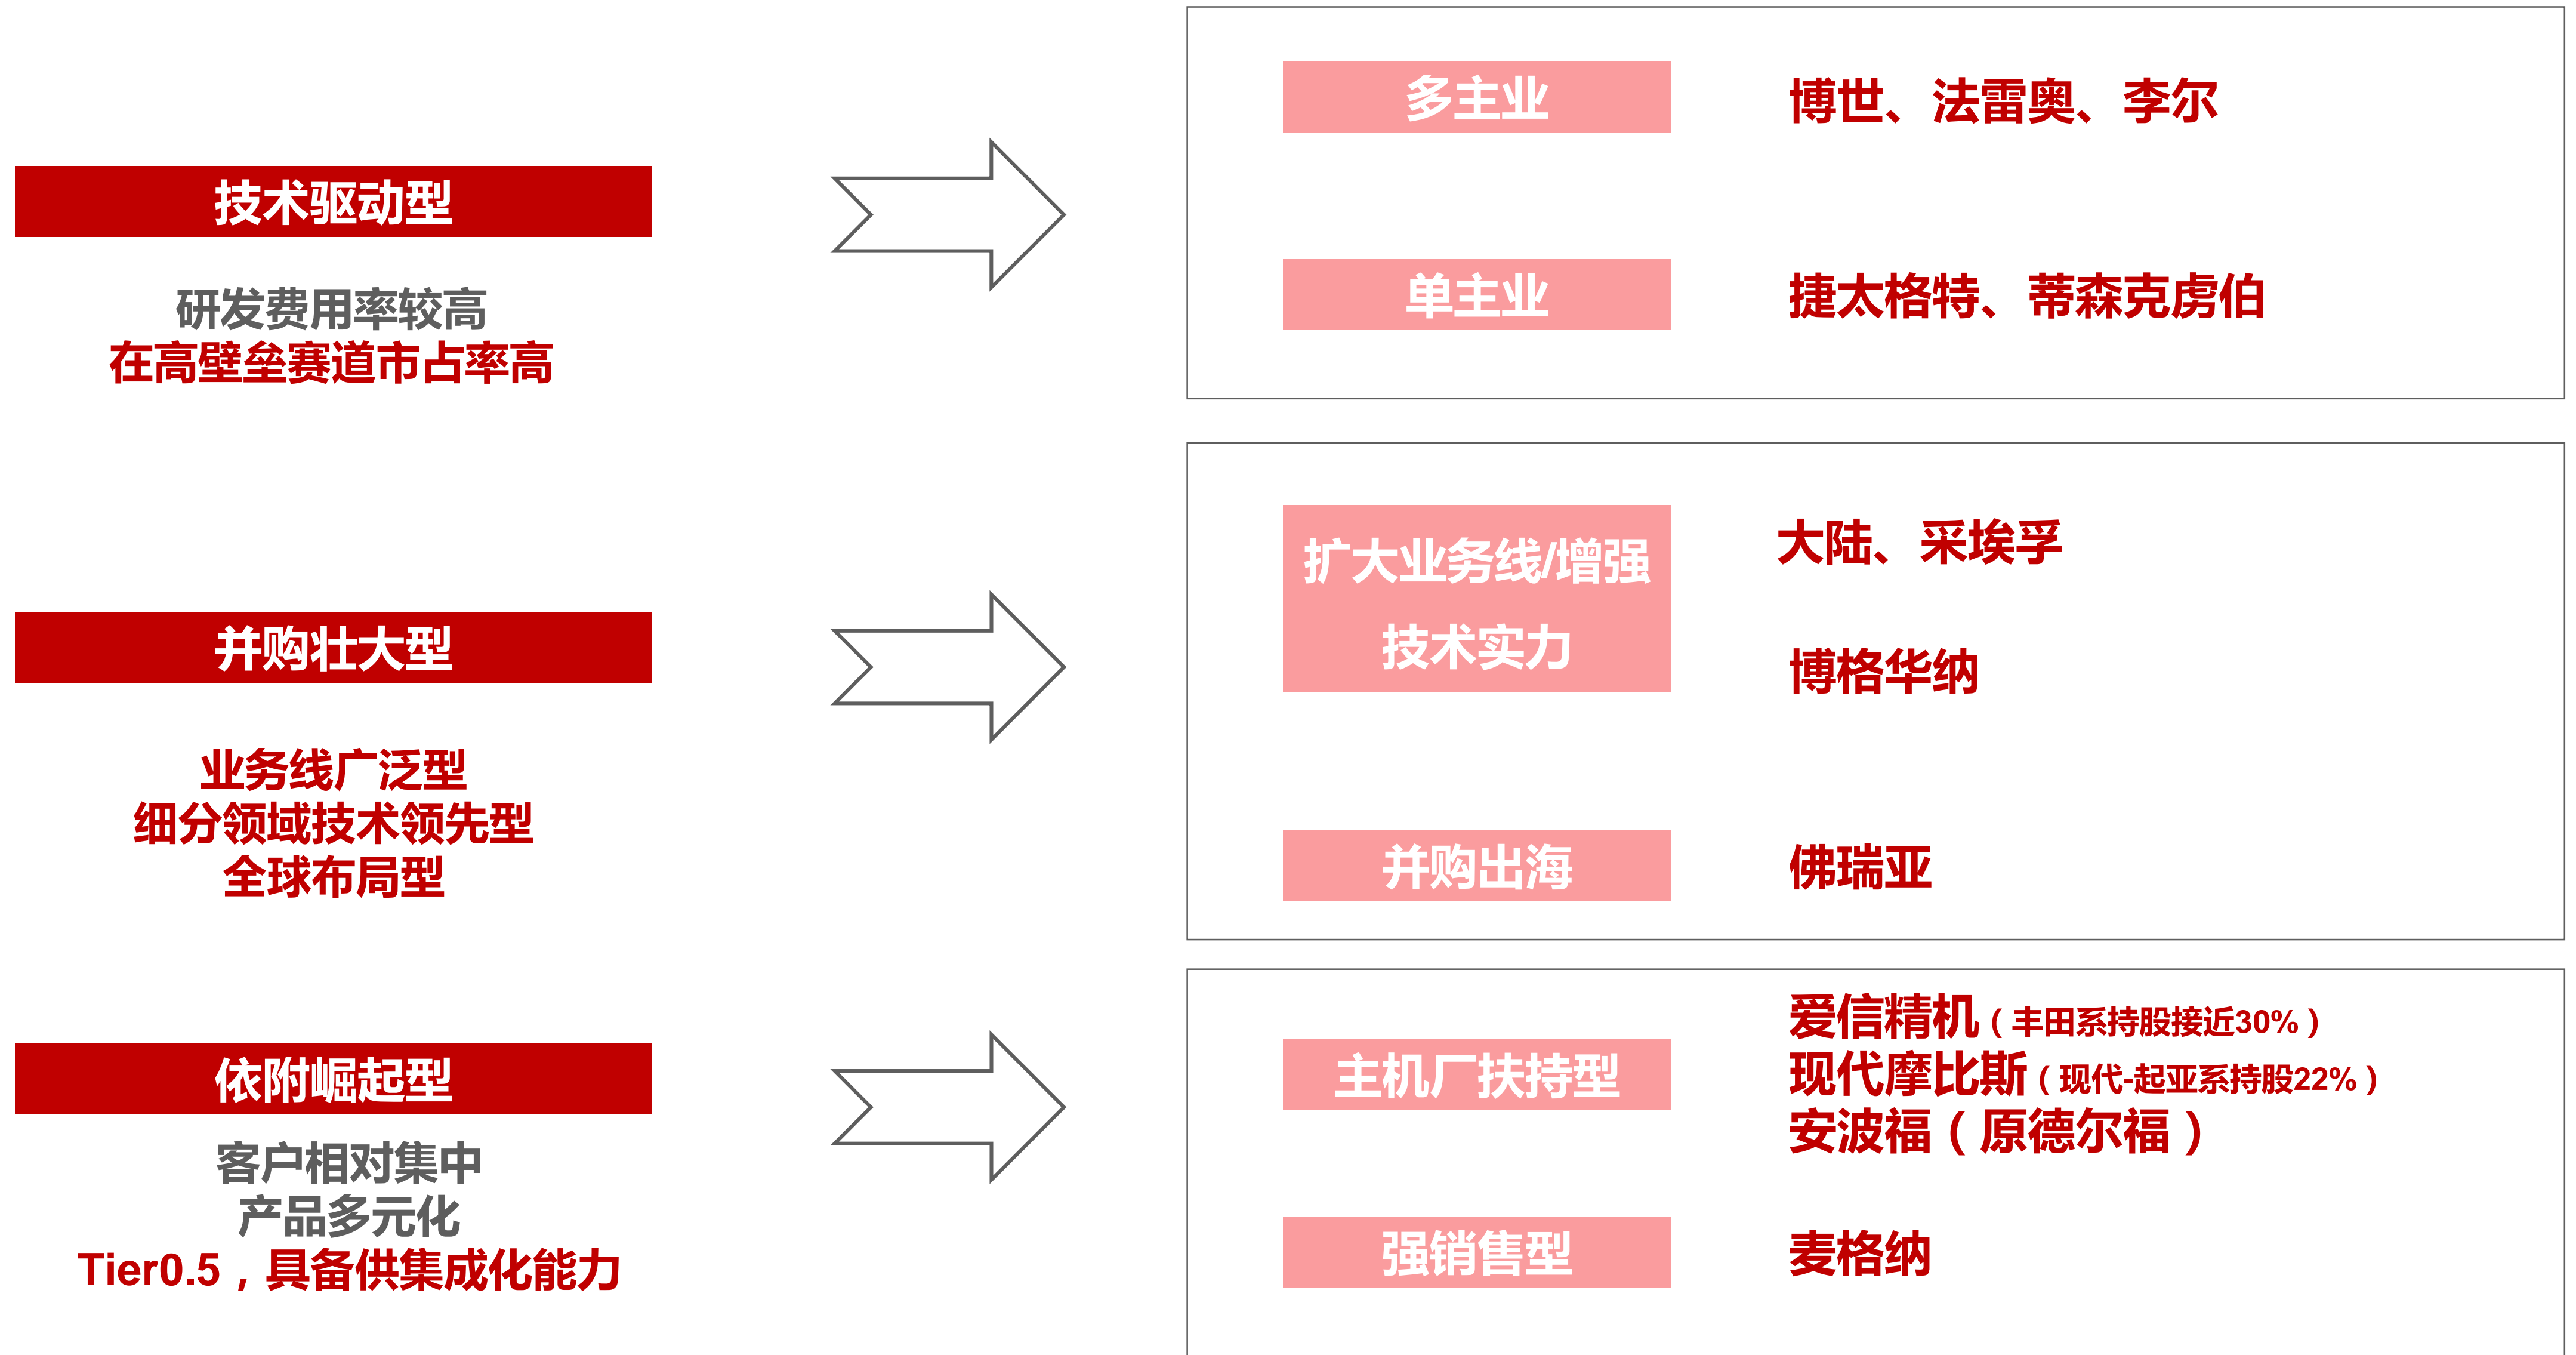 技术驱动型
研发费用率较高
在高壁垒赛道市占率高
多主业
博世、法雷奥、李尔
单主业
捷太格特、蒂森克虏伯
并购壮大型
业务线广泛型
细分领域技术领先型
全球布局型
扩大业务线/增强
技术实力
大陆、采埃孚
博格华纳
并购出海
佛瑞亚
依附崛起型
客户相对集中
产品多元化
Tier0.5，具备供集成化能力
主机厂扶持型
爱信精机（丰田系持股接近30%）
现代摩比斯（现代-起亚系持股22%）
安波福（原德尔福）
强销售型
麦格纳